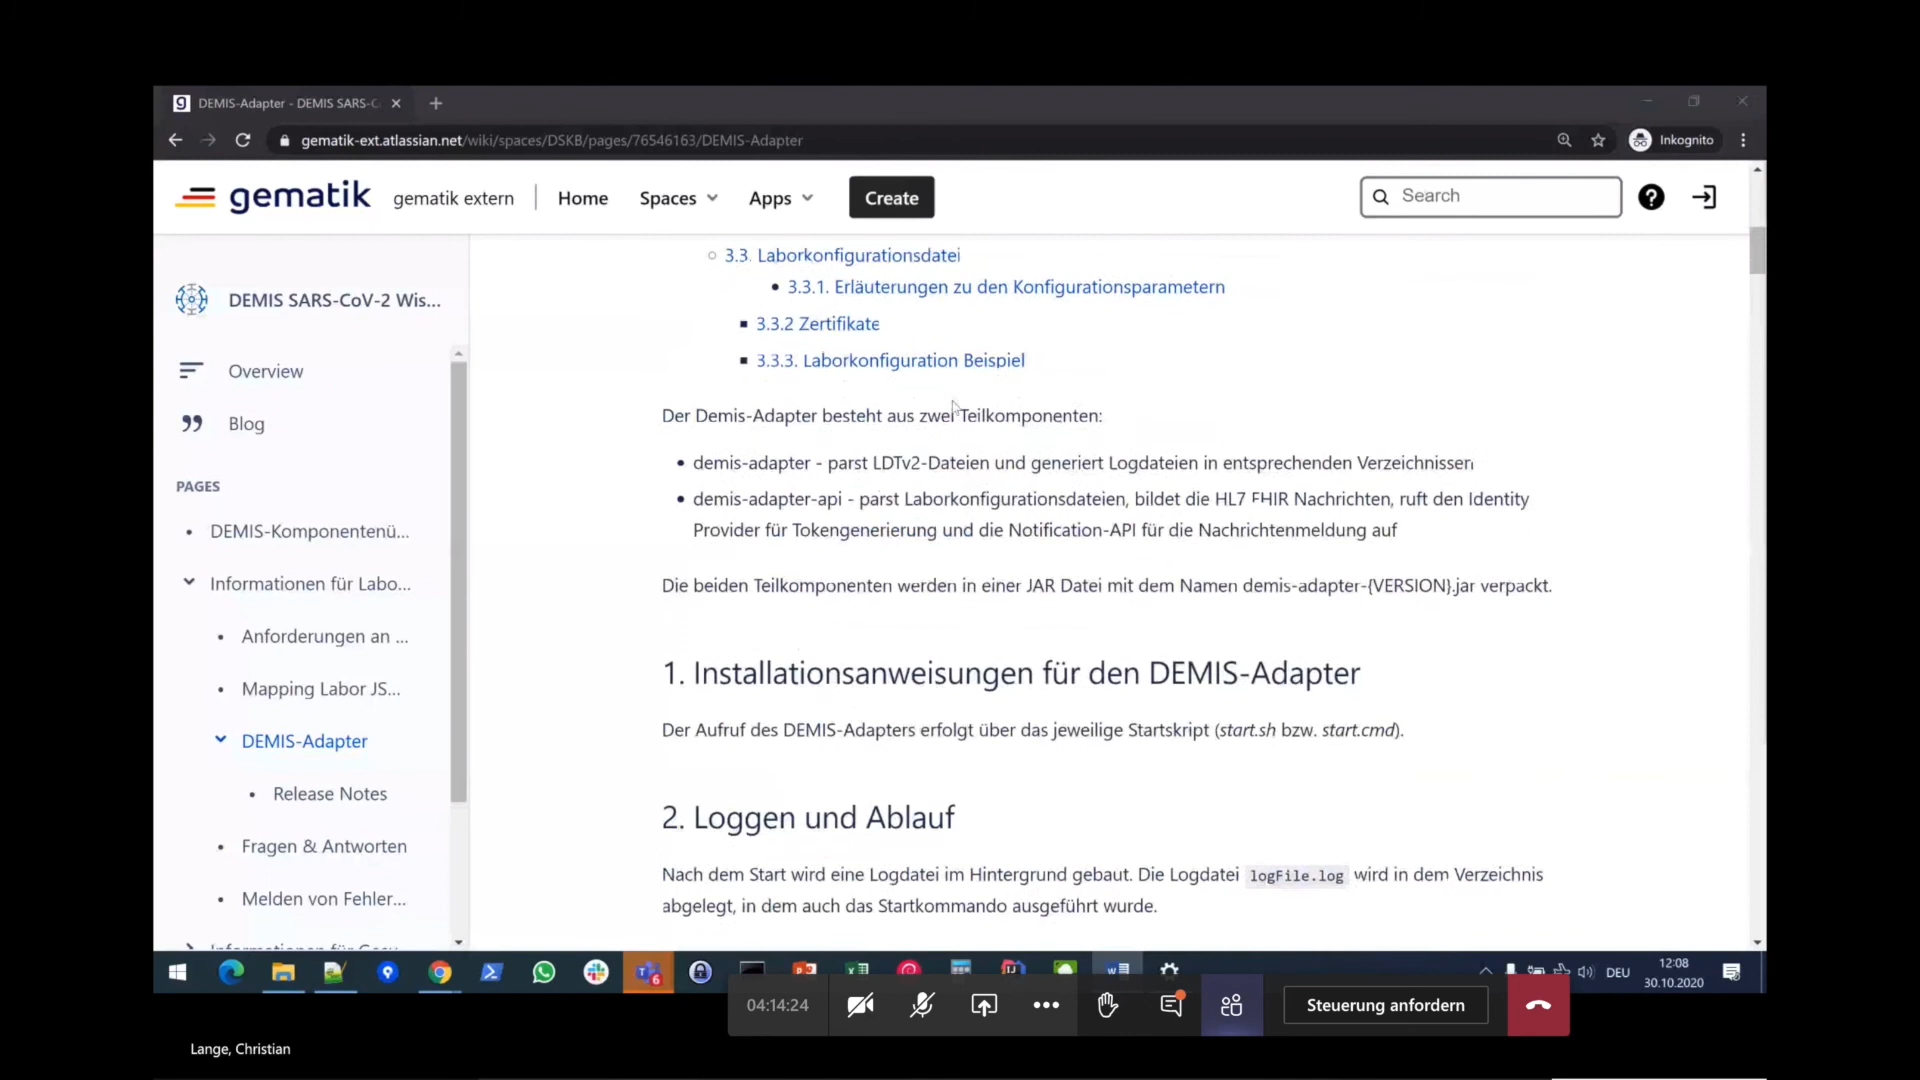 DEMIS-Adapter - DEMIS SARS-C
gematik-ext.atlassian.net/wiki/spaces/DSKB/pages/76546163/DEMIS-Adapter
Inkognito
gematik
gematik extern
Home
Spaces
Apps
Create
Search
DEMIS SARS-CoV-2 Wis...
Overview
Blog
PAGES
DEMIS-Komponentenü...
Informationen für Labo...
Anforderungen an ...
Mapping Labor JS...
DEMIS-Adapter
Release Notes
Fragen & Antworten
Melden von Fehler...
3.3. Laborkonfigurationsdatei
3.3.1. Erläuterungen zu den Konfigurationsparametern
3.3.2 Zertifikate
3.3.3. Laborkonfiguration Beispiel
Der Demis-Adapter besteht aus zwei Teilkomponenten:
demis-adapter - parst LDTv2-Dateien und generiert Logdateien in entsprechenden Verzeichnissen
demis-adapter-api - parst Laborkonfigurationsdateien, bildet die HL7 FHIR Nachrichten, ruft den Identity
Provider für Tokengenerierung und die Notification-API für die Nachrichtenmeldung auf
Die beiden Teilkomponenten werden in einer JAR Datei mit dem Namen demis-adapter-{VERSION}.jar verpackt.
1. Installationsanweisungen für den DEMIS-Adapter
Der Aufruf des DEMIS-Adapters erfolgt über das jeweilige Startskript (start.sh bzw. start.cmd).
2. Loggen und Ablauf
Nach dem Start wird eine Logdatei im Hintergrund gebaut. Die Logdatei logFile.log wird in dem Verzeichnis
abgelegt, in dem auch das Startkommando ausgeführt wurde.
DEU
12:08
30.10.2020
04:14:24
Steuerung anfordern
Lange, Christian